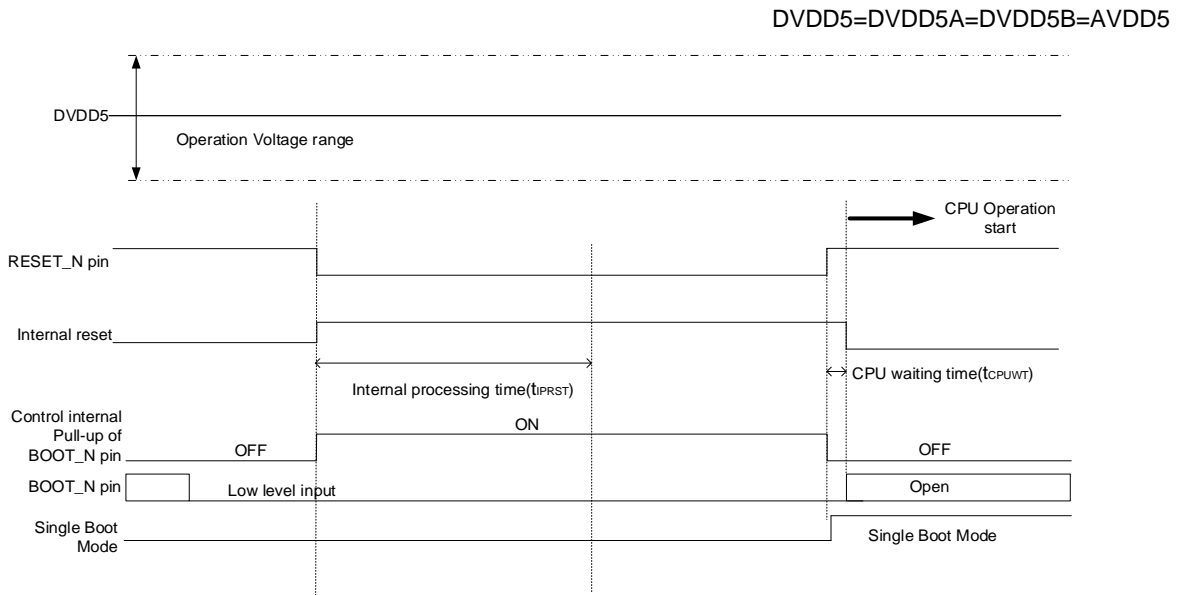 DVDD5=DVDD5A=DVDD5B=AVDD5
DVDD5
Operation Voltage range
CPU Operation
start
RESET_N pin
Internal reset
Internal processing time(tIPRST)
CPU waiting time(tCPUWT)
Control internal
Pull-up of
BOOT_N pin
OFF
ON
OFF
BOOT_N pin
Low level input
Open
Single Boot
Mode
Single Boot Mode